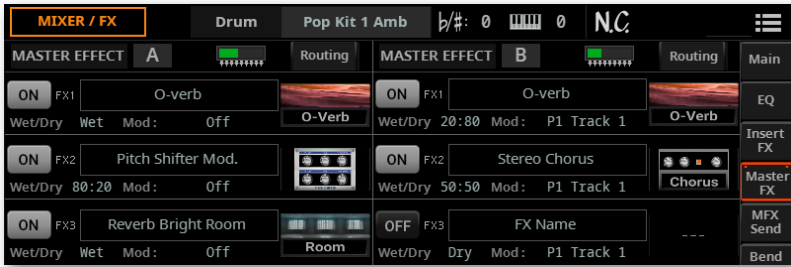 MIXER / FX Drum Pop Kit 1 Amb ♭/#: 0 0 N.C.
MASTER EFFECT A Routing MASTER EFFECT B Routing Main
ON FX1 O-verb O-Verb ON FX1 O-verb O-Verb EQ
Wet/Dry Wet Mod: Off Wet/Dry 20:80 Mod: P1 Track 1 Insert FX
ON FX2 Pitch Shifter Mod. ON FX2 Stereo Chorus Chorus Master FX
Wet/Dry 80:20 Mod: Off Wet/Dry 50:50 Mod: P1 Track 1
ON FX3 Reverb Bright Room Room OFF FX3 FX Name --- MFX Send
Wet/Dry Wet Mod: Off Wet/Dry Dry Mod: P1 Track 1 Bend